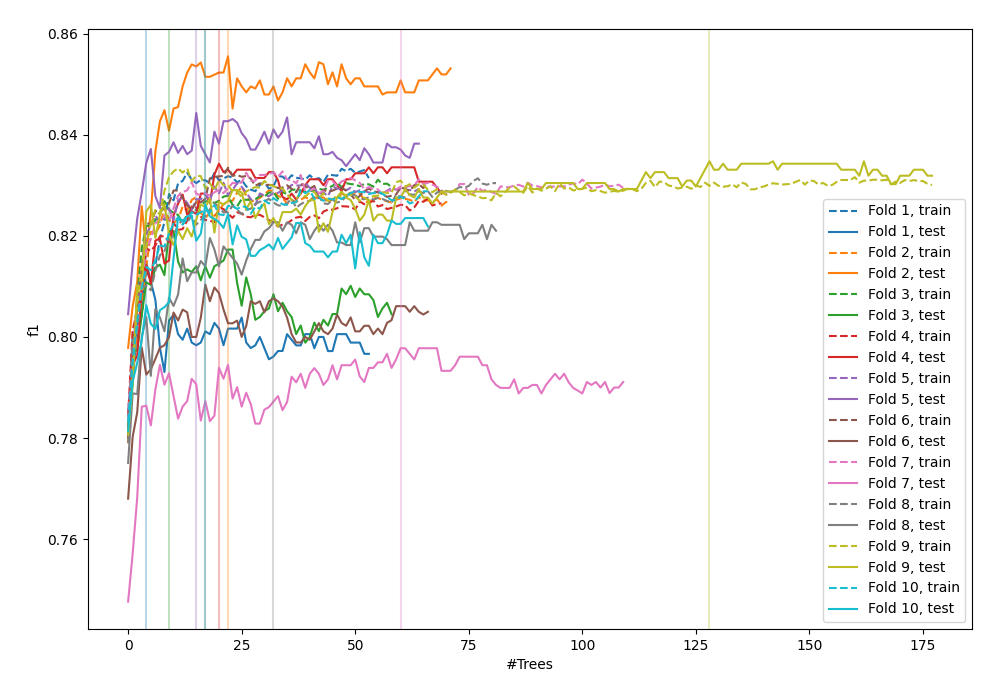 0.86
0.84
0.82
0.80
0.78
0.76
f1
0
25
50
75
100
125
150
175
#Trees
Fold 1, train
Fold 1, test
Fold 2, train
Fold 2, test
Fold 3, train
Fold 3, test
Fold 4, train
Fold 4, test
Fold 5, train
Fold 5, test
Fold 6, train
Fold 6, test
Fold 7, train
Fold 7, test
Fold 8, train
Fold 8, test
Fold 9, train
Fold 9, test
Fold 10, train
Fold 10, test